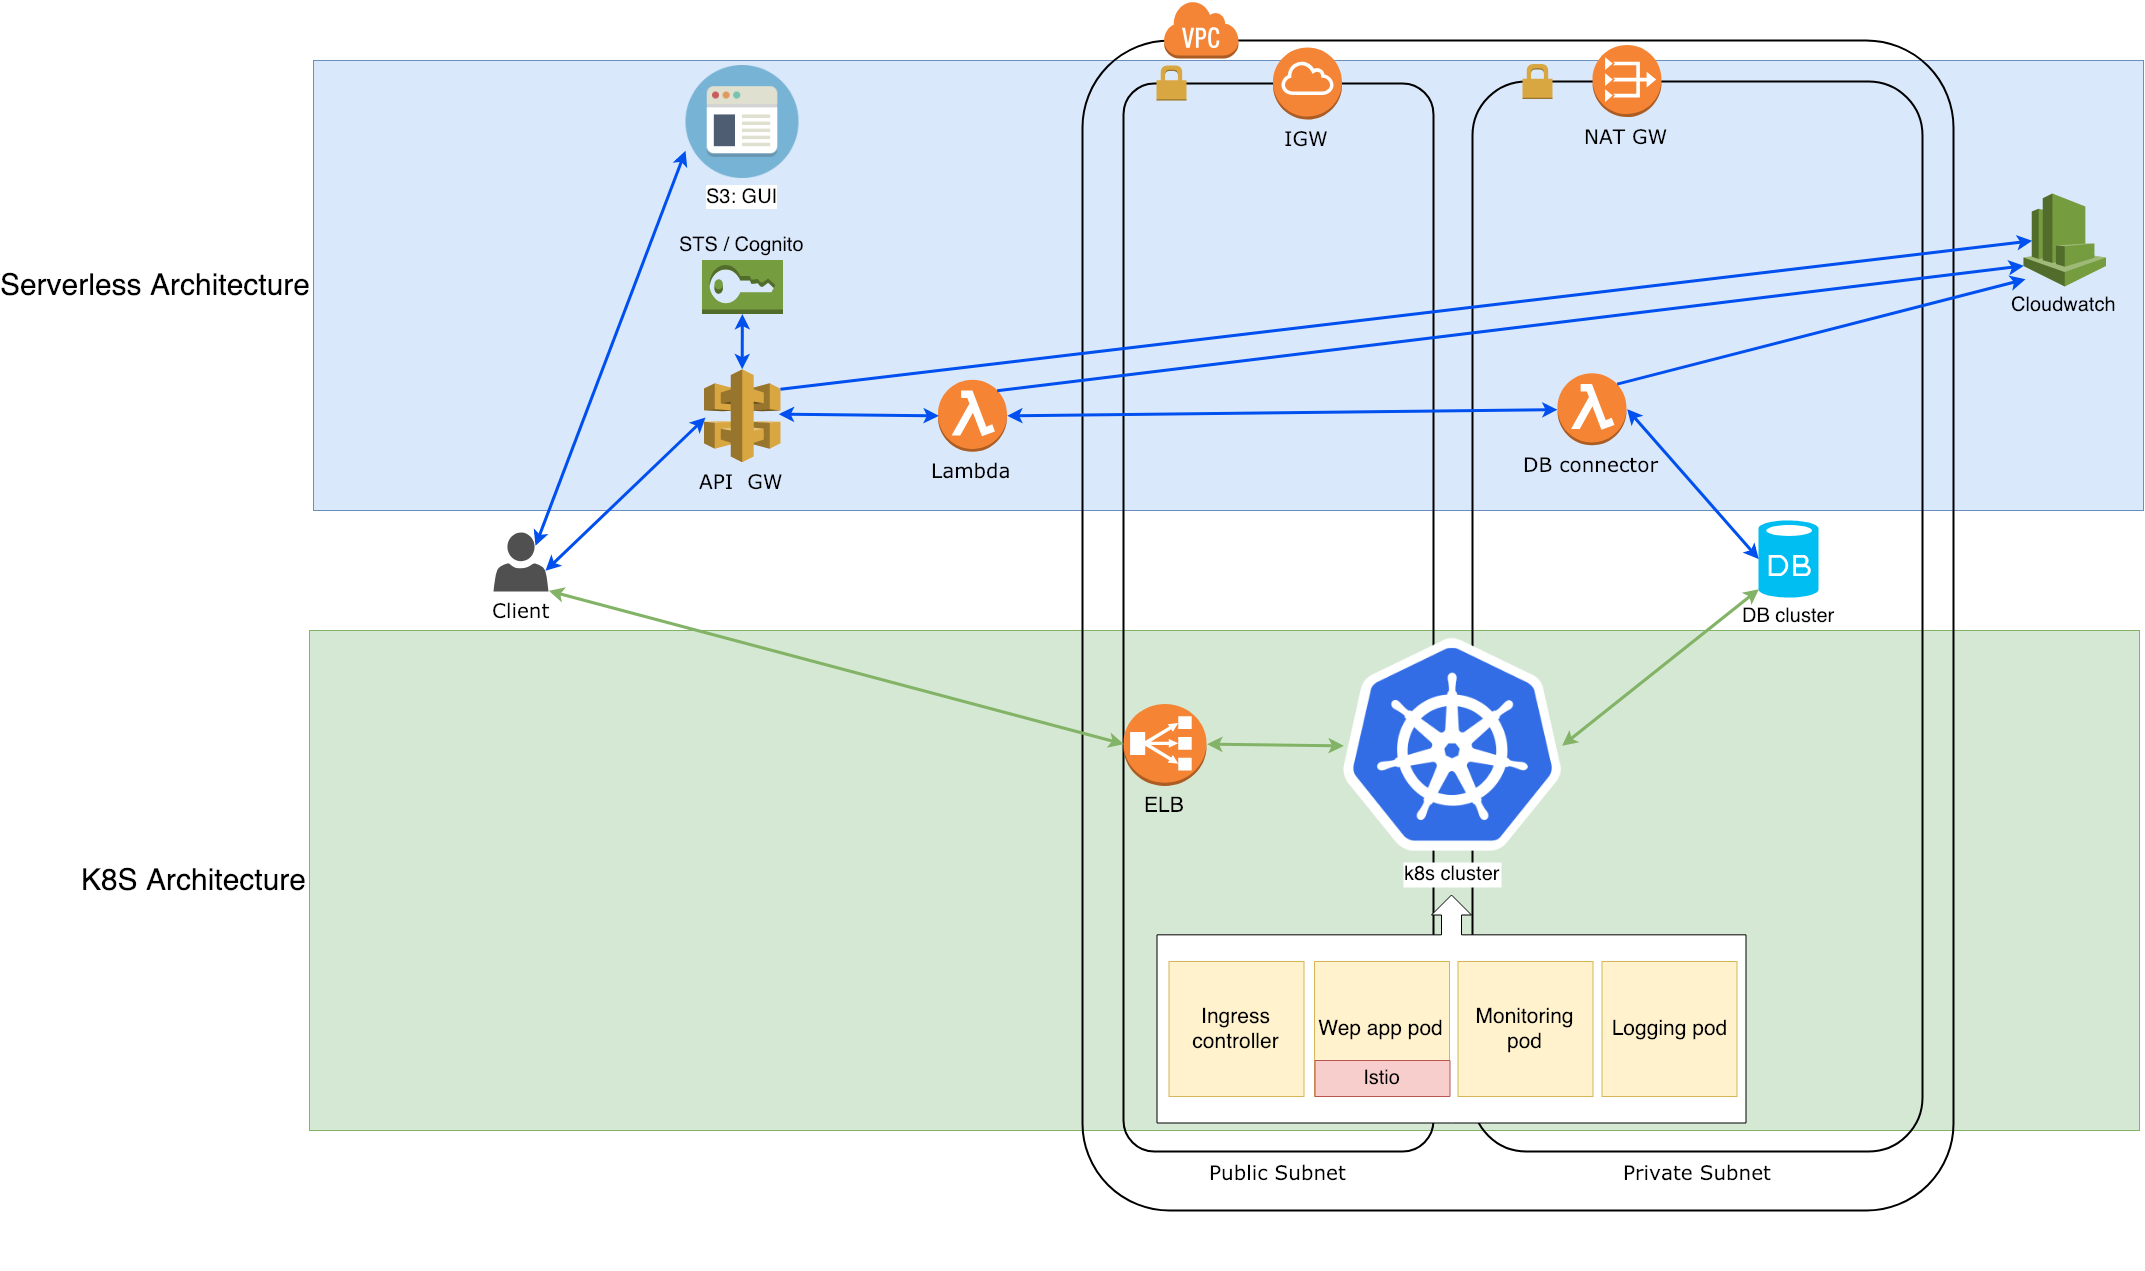 VPC
IGW
NAT GW
S3: GUI
STS / Cognito
Serverless Architecture
Cloudwatch
API GW
Lambda
DB connector
DB
Client
DB cluster
ELB
k8s cluster
K8S Architecture
Ingress
controller
Wep app pod
Istio
Monitoring
pod
Logging pod
Public Subnet
Private Subnet